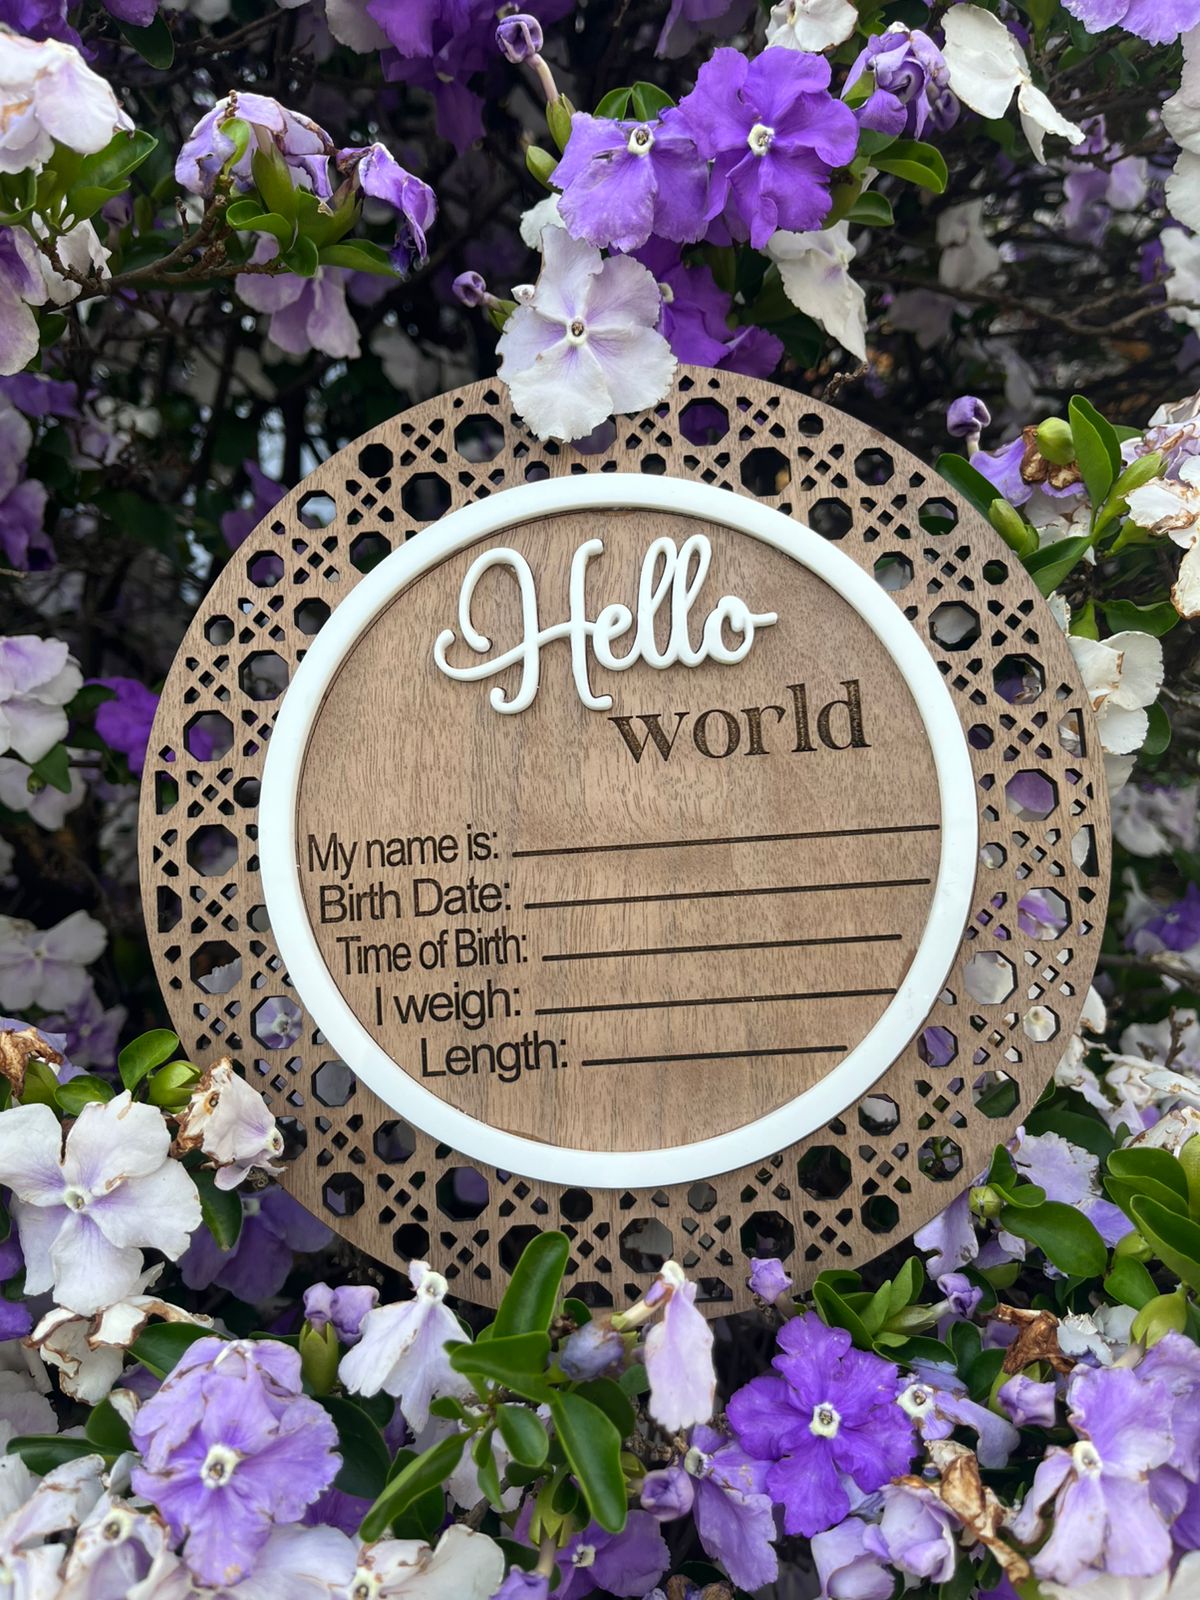 Hello
world
My name is:
Birth Date:
Time of Birth:
I weigh:
Length: